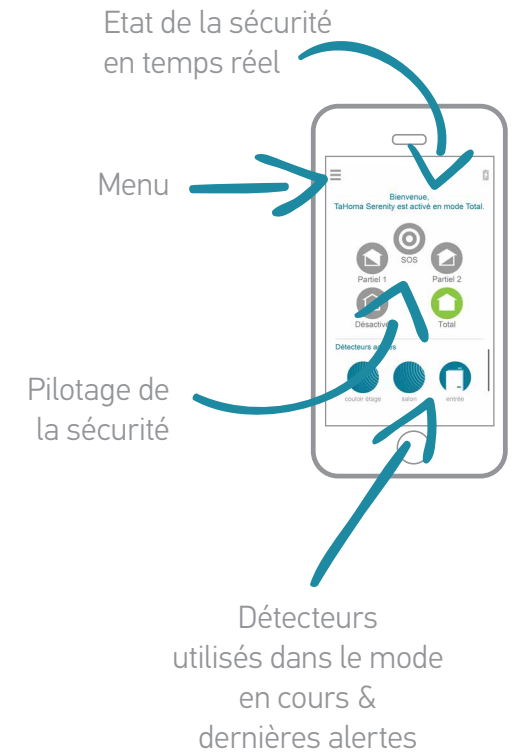 Etat de la sécurité
en temps réel
Menu
Bienvenue,
TaHoma Serenity est activé en mode Total.
SOS
Partiel 1
Partiel 2
Désactivé
Total
Détecteurs
couloir étage
salon
entrée
Pilotage de
la sécurité
Détecteurs
utilisés dans le mode
en cours &
dernières alertes